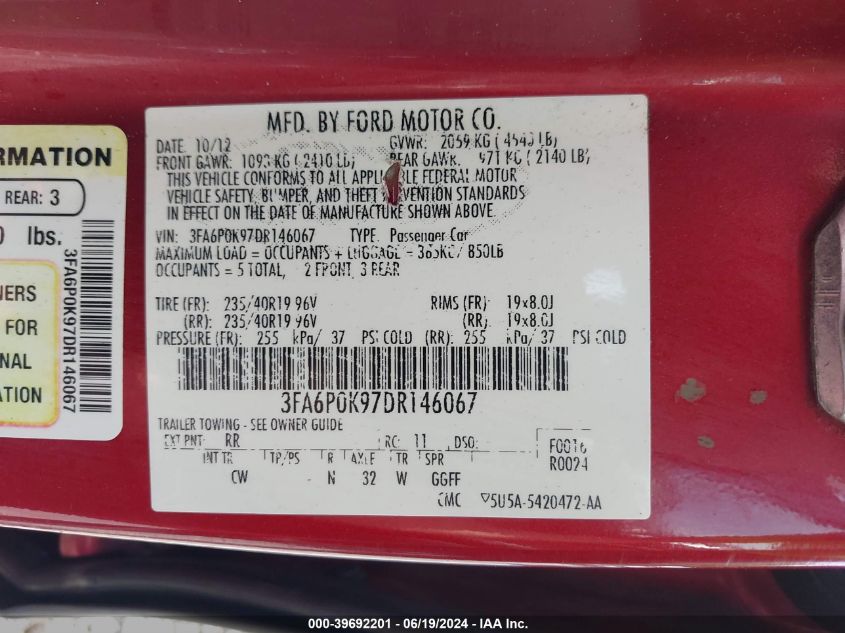 MFD. BY FORD MOTOR CO.
DATE 10/12 GVWR: 2059 KG (4540 LB)
FRONT GAWR: 1093 KG (2410 LB) REAR GAWR: 971 KG (2140 LB)
THIS VEHICLE CONFORMS TO ALL APPLICABLE FEDERAL MOTOR
VEHICLE SAFETY, BUMPER, AND THEFT PREVENTION STANDARDS
IN EFFECT ON THE DATE OF MANUFACTURE SHOWN ABOVE.
VIN: 3FA6P0K97DR146067 TYPE: Passenger Car
MAXIMUM LOAD = OCCUPANTS + LUGGAGE = 385KG/ 850LB
OCCUPANTS = 5 TOTAL, 2 FRONT, 3 REAR
TIRE (FR): 235/40R19 96V RIMS (FR) 19x8.0J
(RR): 235/40R19 96V (RR): 19x8.0J
PRESSURE (FR): 255 kPa/ 37 PSI COLD (RR): 255 kPa/ 37 PSI COLD
3FA6P0K97DR146067
TRAILER TOWING - SEE OWNER GUIDE
EXT PNT: RR RC: 11 DSO: F0016
R0024
INT TR TP/PS R AXLE TR SPR
CW N 32 W GGFF
CMC ▽5U5A-5420472-AA
RMATION
REAR: 3
0 lbs.
NERS
FOR
NAL
ATION
3FA6P0K97DR146067
000-39692201 - 06/19/2024 - IAA Inc.